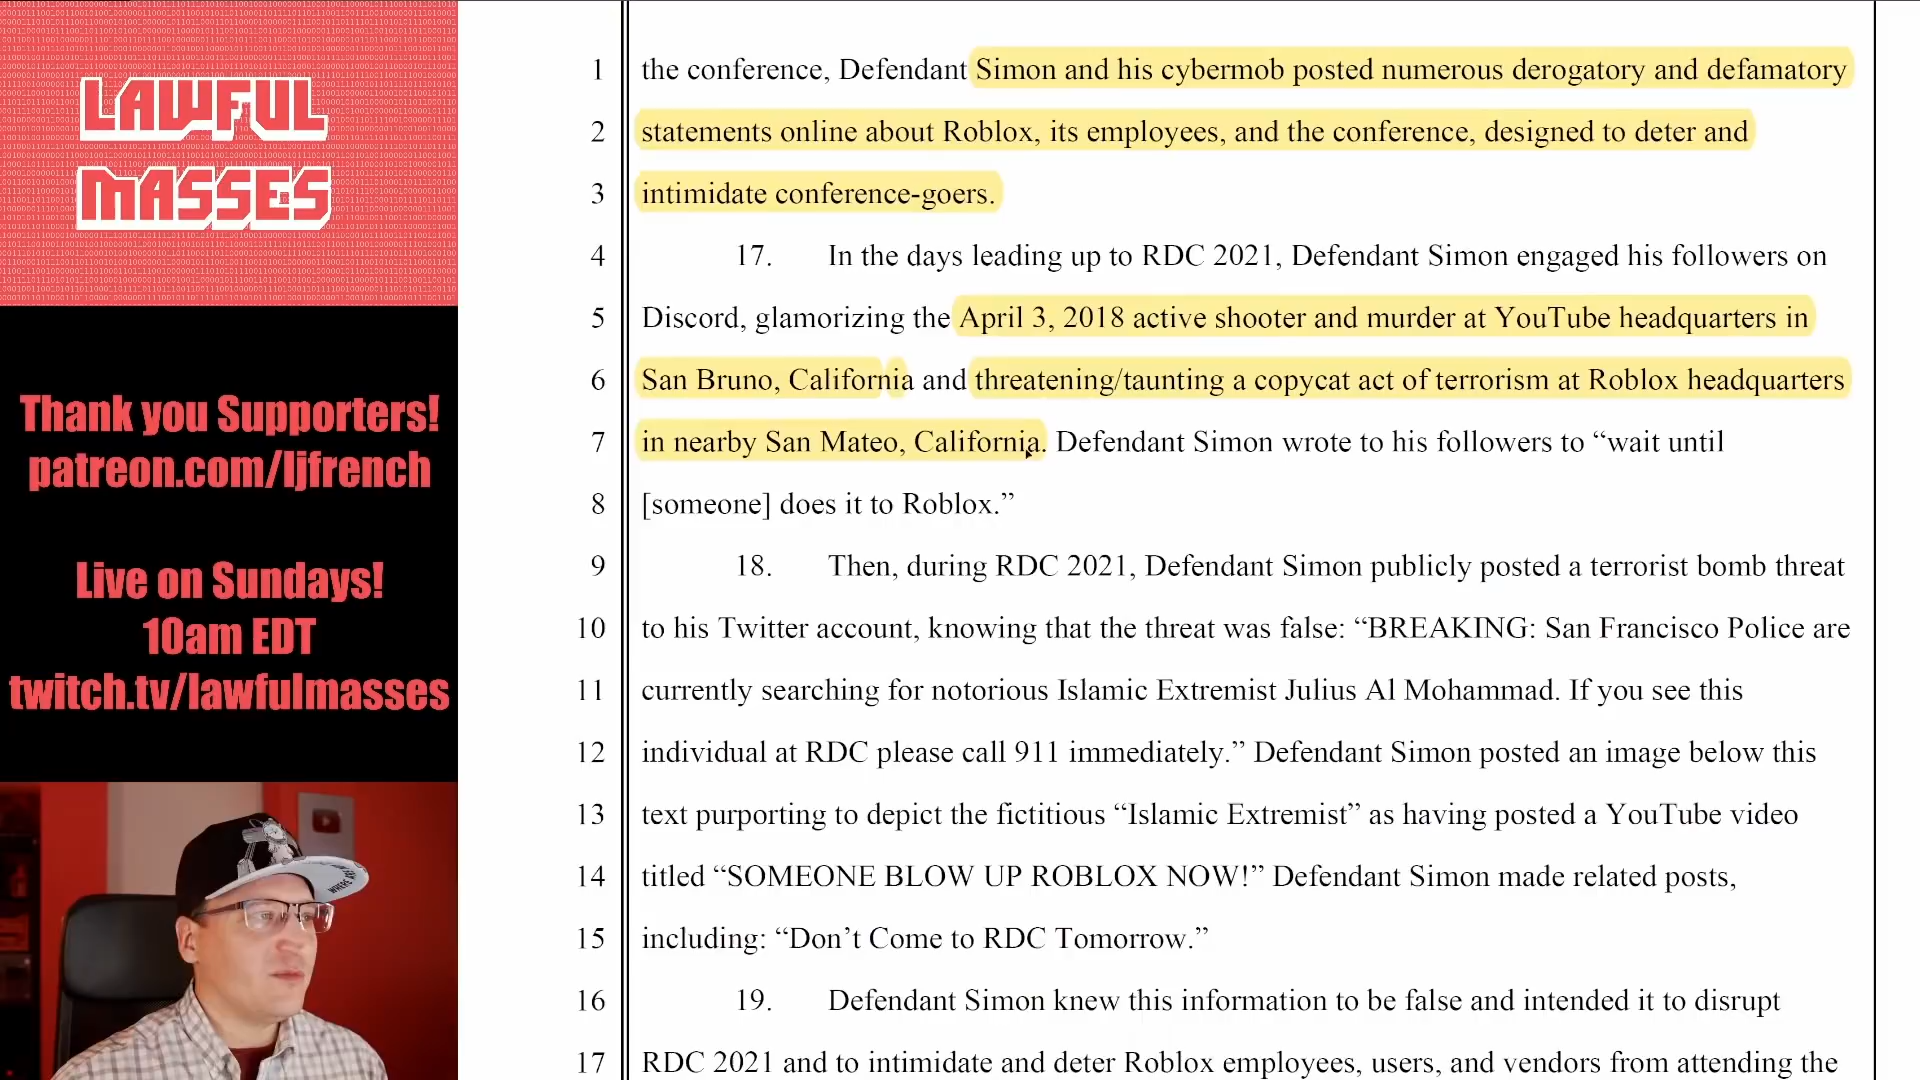 LAWFUL
MASSES
Thank you Supporters!
patreon.com/ljfrench
Live on Sundays!
10am EDT
twitch.tv/lawfulmasses
1 the conference, Defendant Simon and his cybermob posted numerous derogatory and defamatory
2 statements online about Roblox, its employees, and the conference, designed to deter and
3 intimidate conference-goers.
4 17. In the days leading up to RDC 2021, Defendant Simon engaged his followers on
5 Discord, glamorizing the April 3, 2018 active shooter and murder at YouTube headquarters in
6 San Bruno, California and threatening/taunting a copycat act of terrorism at Roblox headquarters
7 in nearby San Mateo, California. Defendant Simon wrote to his followers to “wait until
8 [someone] does it to Roblox.”
9 18. Then, during RDC 2021, Defendant Simon publicly posted a terrorist bomb threat
10 to his Twitter account, knowing that the threat was false: “BREAKING: San Francisco Police are
11 currently searching for notorious Islamic Extremist Julius Al Mohammad. If you see this
12 individual at RDC please call 911 immediately.” Defendant Simon posted an image below this
13 text purporting to depict the fictitious “Islamic Extremist” as having posted a YouTube video
14 titled “SOMEONE BLOW UP ROBLOX NOW!” Defendant Simon made related posts,
15 including: “Don’t Come to RDC Tomorrow.”
16 19. Defendant Simon knew this information to be false and intended it to disrupt
17 RDC 2021 and to intimidate and deter Roblox employees, users, and vendors from attending the